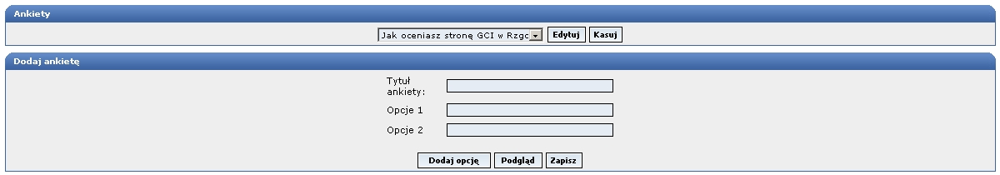 Ankiety
Jak oceniasz stronę GCI w Rzgc Edytuj Kasuj
Dodaj ankietę
Tytuł
ankiety:
Opcje 1
Opcje 2
Dodaj opcję Podgląd Zapisz